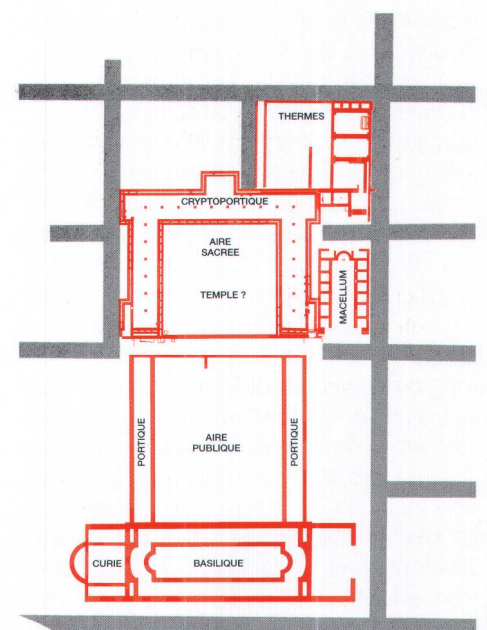 THERMES
CRYPTOPORTIQUE
AIRE
SACREE
TEMPLE ?
MACELLUM
PORTIQUE
AIRE
PUBLIQUE
PORTIQUE
CURIE
BASILIQUE